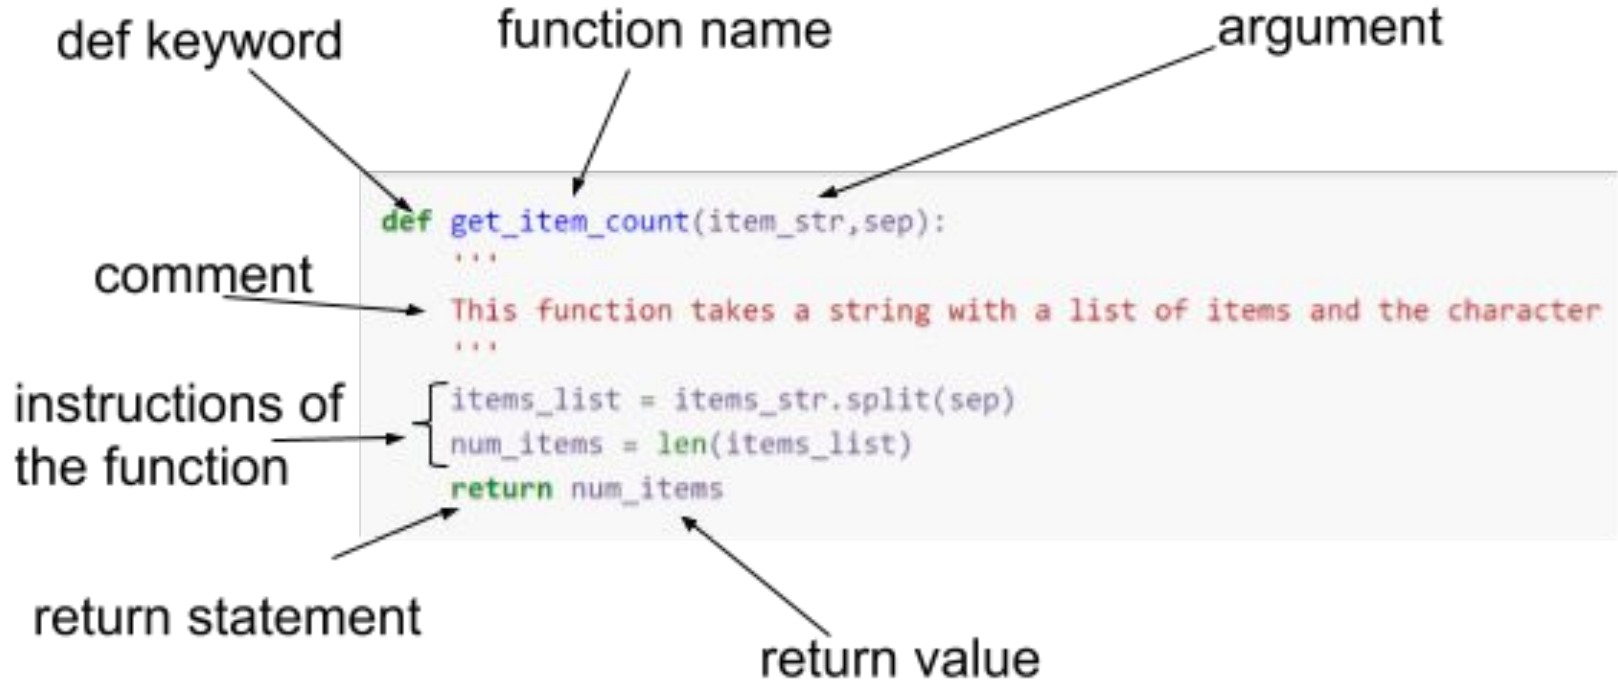 def keyword
function name
argument
def get_item_count(item_str,sep):
'''
comment
This function takes a string with a list of items and the character
'''
instructions of
the function
items_list = items_str.split(sep)
num_items = len(items_list)
return num_items
return statement
return value